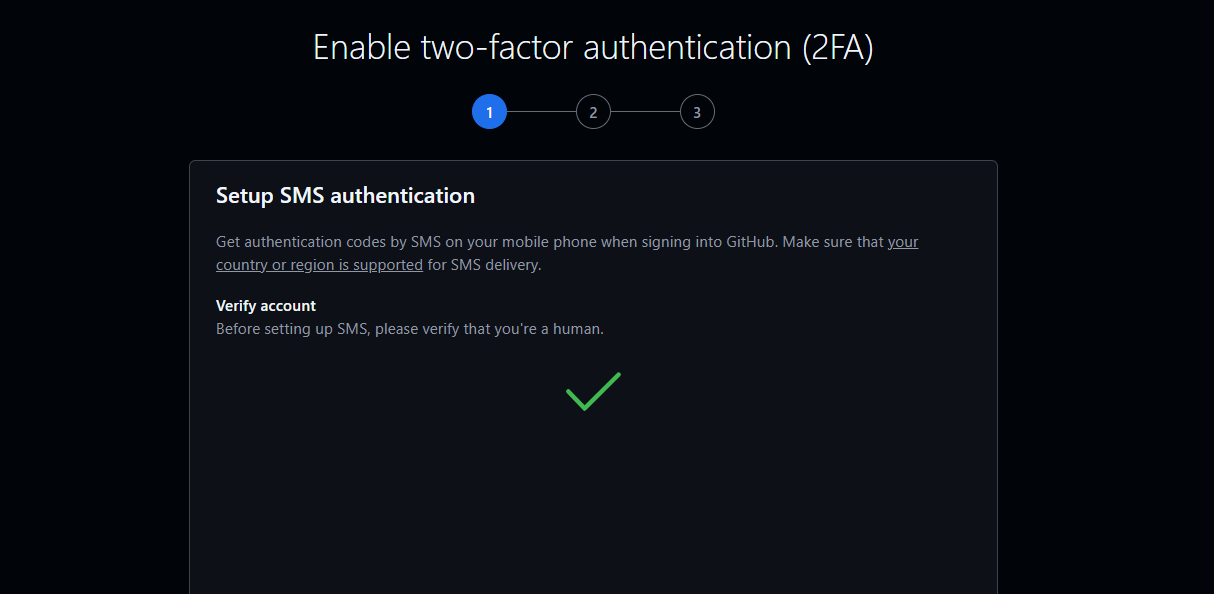 Enable two-factor authentication (2FA)
1 2 3
Setup SMS authentication
Get authentication codes by SMS on your mobile phone when signing into GitHub. Make sure that your
country or region is supported for SMS delivery.
Verify account
Before setting up SMS, please verify that you're a human.